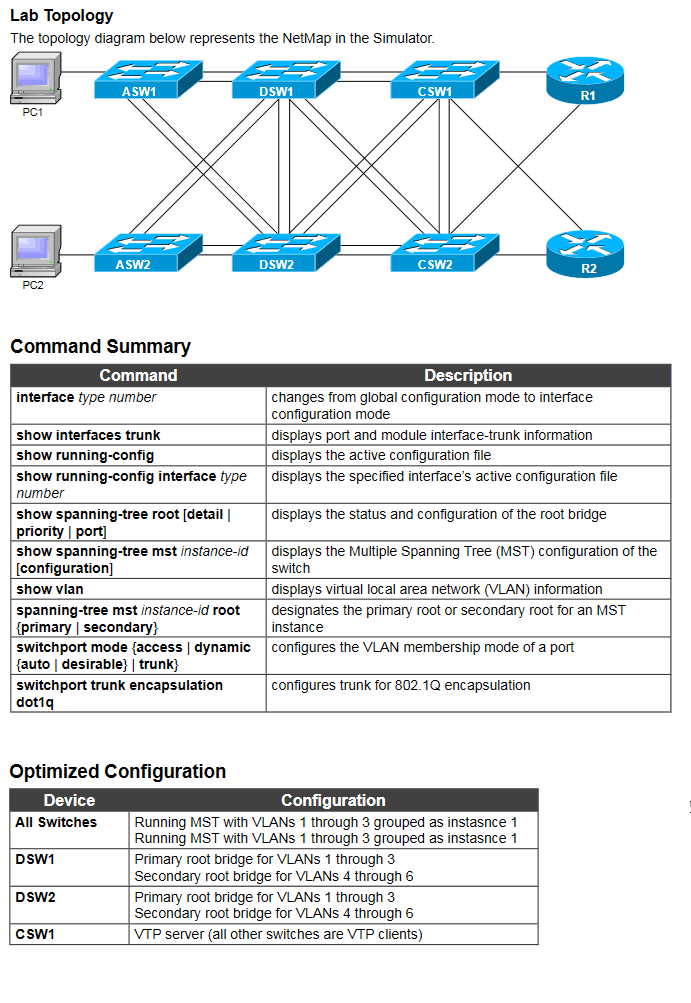 Lab Topology
The topology diagram below represents the NetMap in the Simulator.
ASW1
DSW1
CSW1
R1
PC1
ASW2
DSW2
CSW2
R2
PC2
Command Summary
Command Description
interface type number changes from global configuration mode to interface
configuration mode
show interfaces trunk displays port and module interface-trunk information
show running-config displays the active configuration file
show running-config interface type displays the specified interface's active configuration file
number
show spanning-tree root [detail | displays the status and configuration of the root bridge
priority | port]
show spanning-tree mst instance-id displays the Multiple Spanning Tree (MST) configuration of the
[configuration] switch
show vlan displays virtual local area network (VLAN) information
spanning-tree mst instance-id root designates the primary root or secondary root for an MST
{primary | secondary} instance
switchport mode {access | dynamic configures the VLAN membership mode of a port
{auto | desirable} | trunk}
switchport trunk encapsulation configures trunk for 802.1Q encapsulation
dot1q
Optimized Configuration
Device Configuration
All Switches Running MST with VLANs 1 through 3 grouped as instasnce 1
Running MST with VLANs 1 through 3 grouped as instasnce 1
DSW1 Primary root bridge for VLANs 1 through 3
Secondary root bridge for VLANs 4 through 6
DSW2 Primary root bridge for VLANs 1 through 3
Secondary root bridge for VLANs 4 through 6
CSW1 VTP server (all other switches are VTP clients)